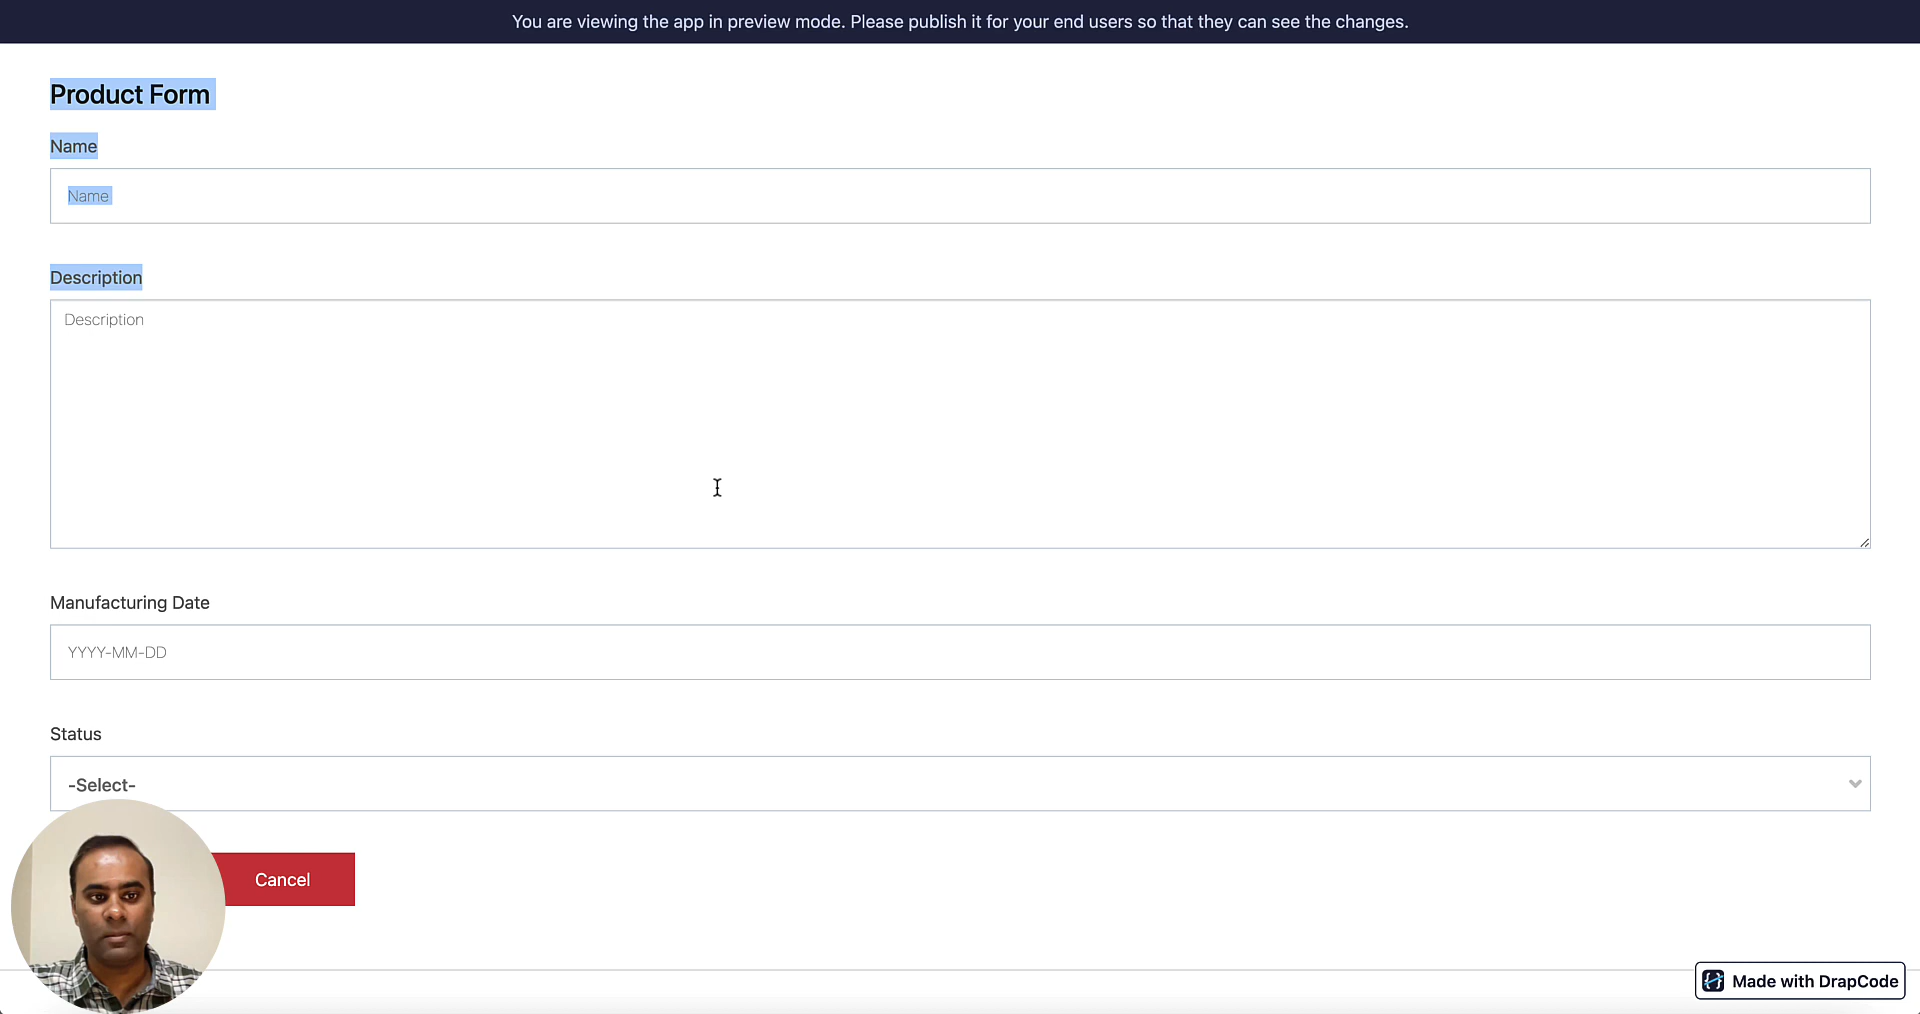 You are viewing the app in preview mode. Please publish it for your end users so that they can see the changes.
Product Form
Name
Name
Description
Description
Manufacturing Date
YYYY-MM-DD
Status
-Select-
Cancel
Made with DrapCode